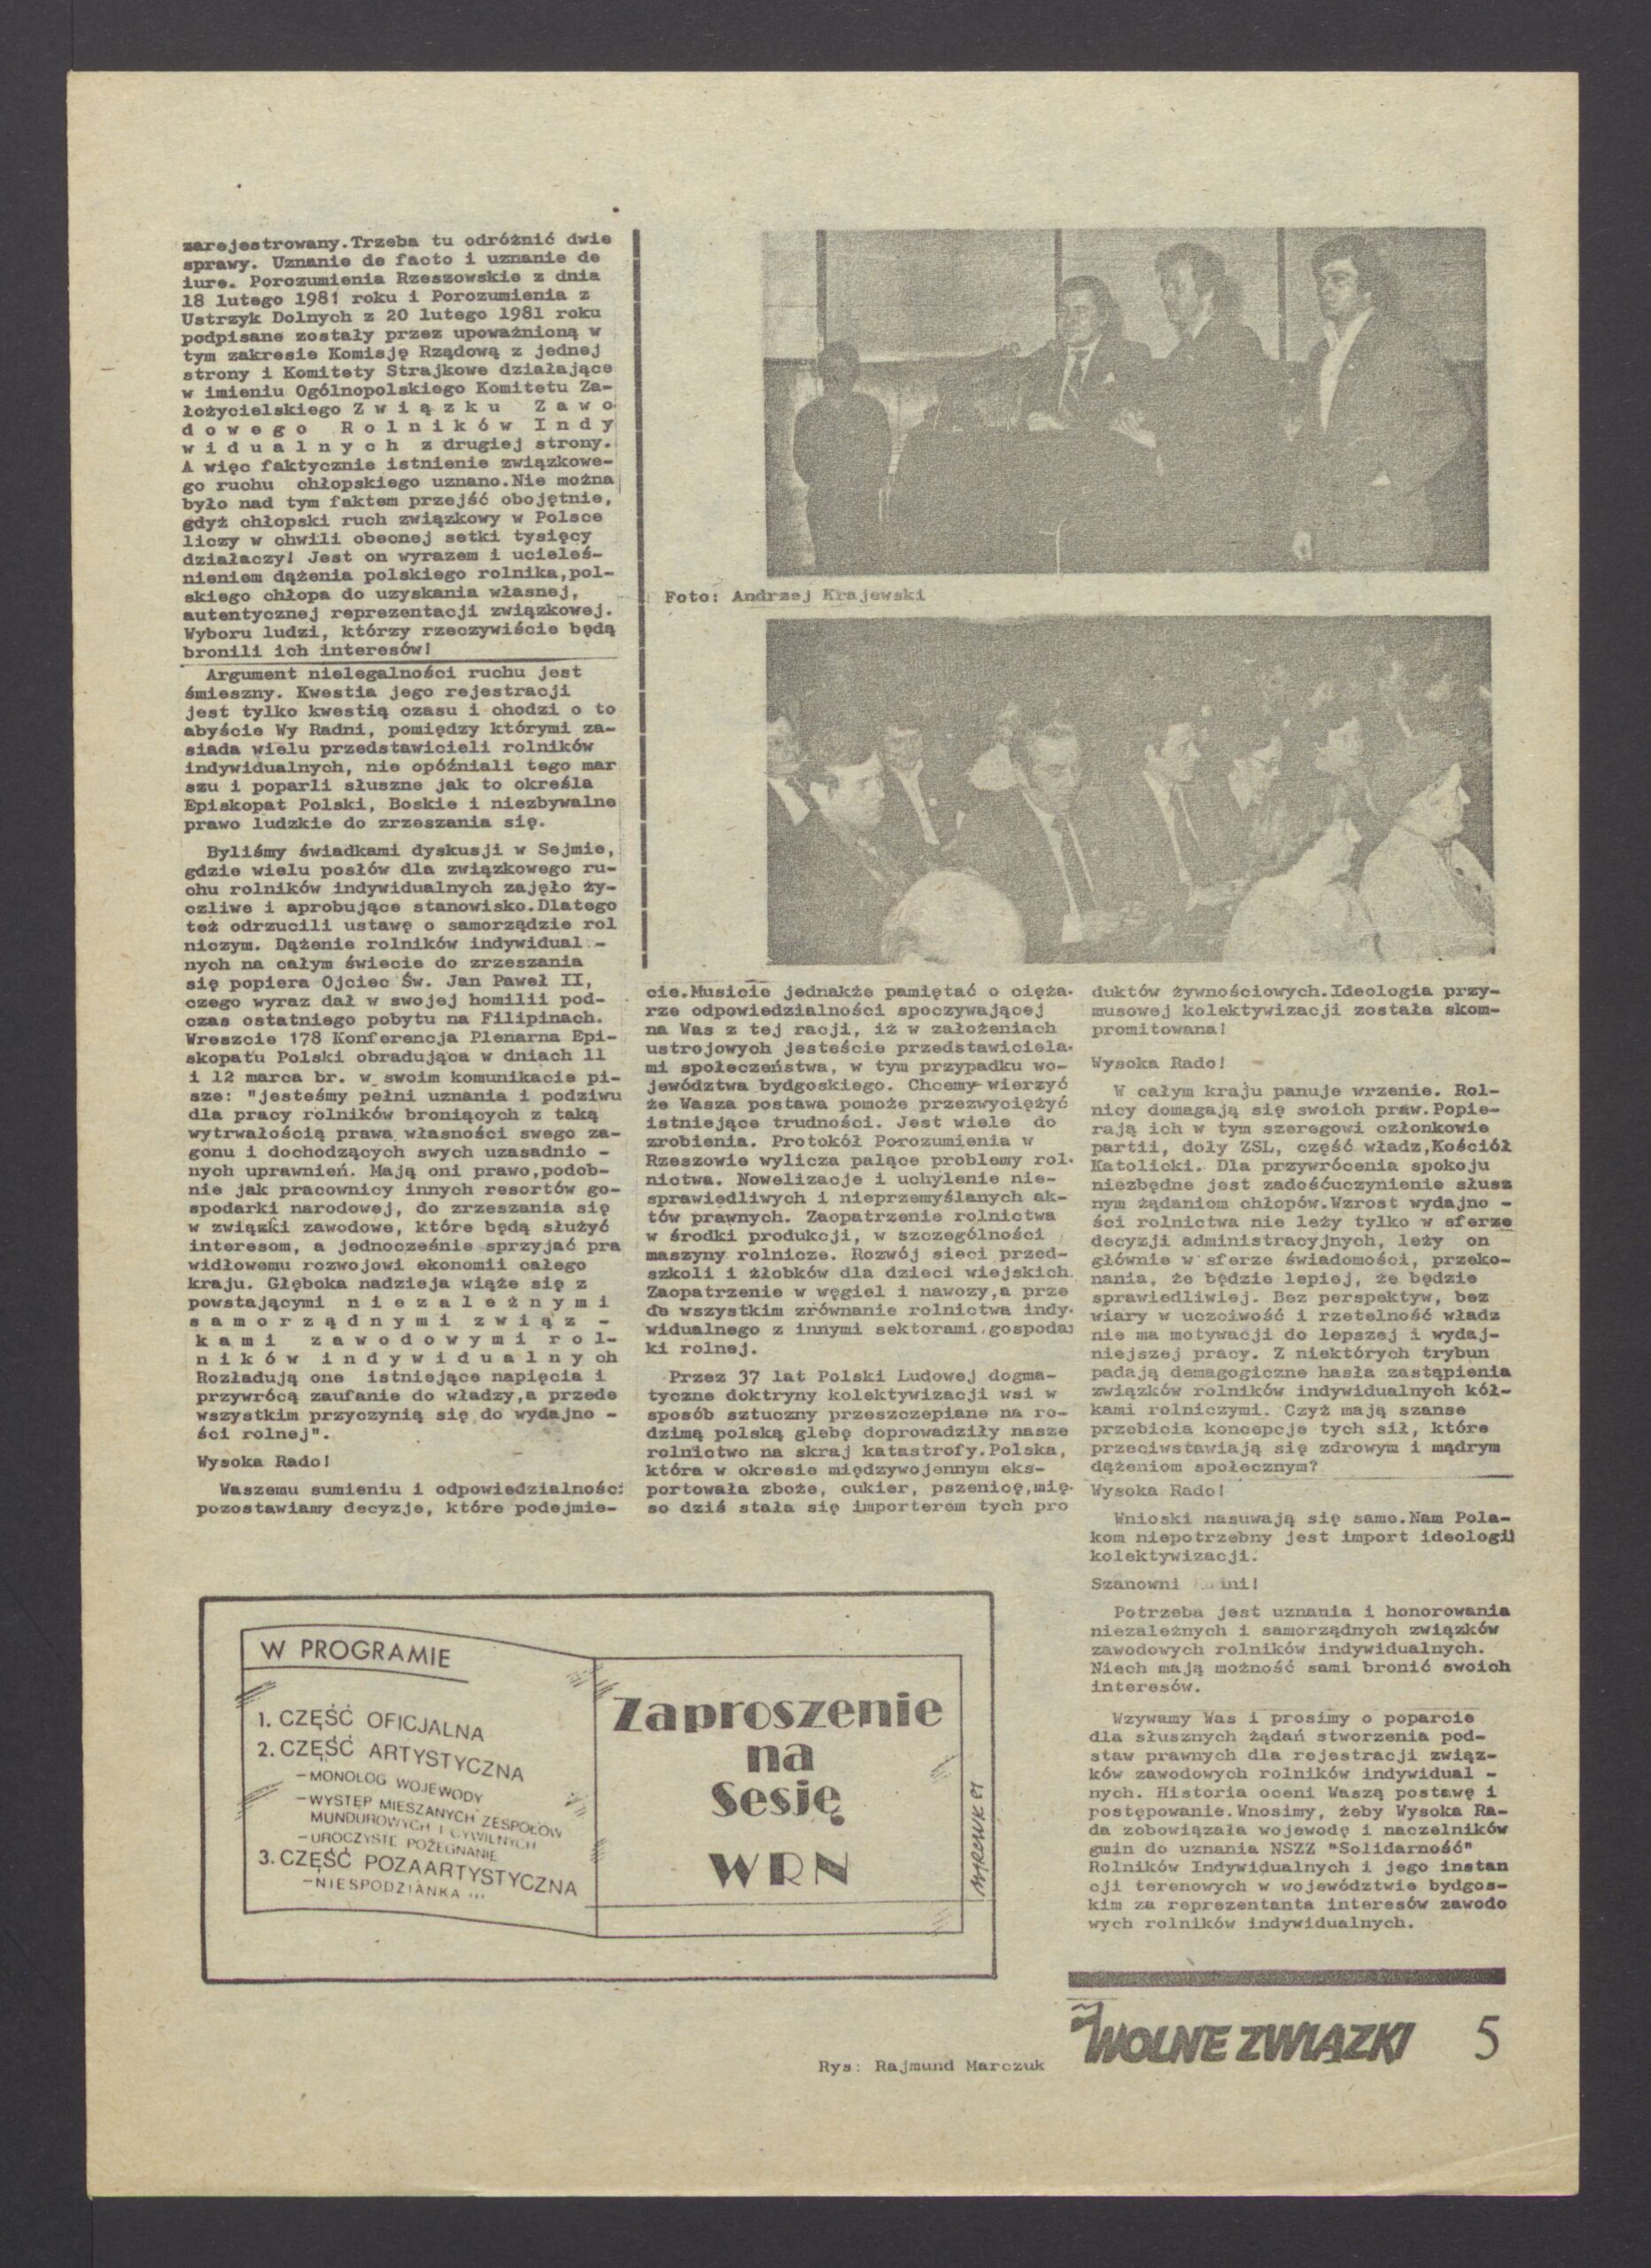 zarejestrowany.Trzeba tu odróżnić dwie
sprawy. Uznanie de facto i uznanie de
iure. Porozumienia Rzeszowskie z dnia
18 lutego 1981 roku i Porozumienia z
Ustrzyk Dolnych z 20 lutego 1981 roku
podpisane zostały przez upoważnioną w
tym zakresie Komisję Rządową z jednej
strony i Komitety Strajkowe działające
w imieniu Ogólnopolskiego Komitetu Za-
łożycielskiego Z w i ą z k u Z a w o
d o w e g o R o l n i k ó w I n d y
w i d u a l n y c h z drugiej strony.
A więc faktycznie istnienie związkowe-
go ruchu chłopskiego uznano.Nie można
było nad tym faktem przejść obojętnie,
gdyż chłopski ruch związkowy w Polsce
liczy w chwili obecnej setki tysięcy
działaczy! Jest on wyrazem i ucieleś-
nieniem dążenia polskiego rolnika,pol-
skiego chłopa do uzyskania własnej,
autentycznej reprezentacji związkowej.
Wyboru ludzi, którzy rzeczywiście będą
bronili ich interesów!
Argument nielegalności ruchu jest
śmieszny. Kwestia jego rejestracji
jest tylko kwestią czasu i chodzi o to
abyście Wy Radni, pomiędzy którymi za-
siada wielu przedstawicieli rolników
indywidualnych, nie opóźniali tego mar
szu i poparli słuszne jak to określa
Episkopat Polski, Boskie i niezbywalne
prawo ludzkie do zrzeszania się.
Byliśmy świadkami dyskusji w Sejmie,
gdzie wielu posłów dla związkowego ru-
chu rolników indywidualnych zajęło ży-
czliwe i aprobujące stanowisko.Dlatego
też odrzucili ustawę o samorządzie rol
niczym. Dążenie rolników indywidual -
nych na całym świecie do zrzeszania
się popiera Ojciec Św. Jan Paweł II,
czego wyraz dał w swojej homilii pod-
czas ostatniego pobytu na Filipinach.
Wreszcie 178 Konferencja Plenarna Epi-
skopatu Polski obradująca w dniach 11
i 12 marca br. w swoim komunikacie pi-
sze: "jesteśmy pełni uznania i podziwu
dla pracy rolników broniących z taką
wytrwałością prawa własności swego za-
gonu i dochodzących swych uzasadnio -
nych uprawnień. Mają oni prawo,podob-
nie jak pracownicy innych resortów go-
spodarki narodowej, do zrzeszania się
w związki zawodowe, które będą służyć
interesom, a jednocześnie sprzyjać pra
widłowemu rozwojowi ekonomii całego
kraju. Głęboka nadzieja wiąże się z
powstającymi n i e z a l e ż n y m i
s a m o r z ą d n y m i z w i ą z -
k a m i z a w o d o w y m i r o l-
n i k ó w i n d y w i d u a l n y ch
Rozładują one istniejące napięcia i
przywrócą zaufanie do władzy,a przede
wszystkim przyczynią się do wydajno -
ści rolnej".
Wysoka Rado!
Waszemu sumieniu i odpowiedzialności
pozostawiamy decyzje, które podejmie-
Foto: Andrzej Krajewski
cie.Musicie jednakże pamiętać o cięża-
rze odpowiedzialności spoczywającej
na Was z tej racji, iż w założeniach
ustrojowych jesteście przedstawiciela-
mi społeczeństwa, w tym przypadku wo-
jewództwa bydgoskiego. Chcemy wierzyć
że Wasza postawa pomoże przezwyciężyć
istniejące trudności. Jest wiele do
zrobienia. Protokół Porozumienia w
Rzeszowie wylicza palące problemy rol-
nictwa. Nowelizacje i uchylenie nie-
sprawiedliwych i nieprzemyślanych ak-
tów prawnych. Zaopatrzenie rolnictwa
w środki produkcji, w szczególności
maszyny rolnicze. Rozwój sieci przed-
szkoli i żłobków dla dzieci wiejskich.
Zaopatrzenie w węgiel i nawozy,a prze
de wszystkim zrównanie rolnictwa indy-
widualnego z innymi sektorami gospodar
ki rolnej.
Przez 37 lat Polski Ludowej dogma-
tyczne doktryny kolektywizacji wsi w
sposób sztuczny przeszczepiane na ro-
dzimą polską glebę doprowadziły nasze
rolnictwo na skraj katastrofy.Polska,
która w okresie międzywojennym eks-
portowała zboże, cukier, pszenicę,mię-
so dziś stała się importerem tych pro
duktów żywnościowych.Ideologia przy-
musowej kolektywizacji została skom-
promitowana!
Wysoka Rado!
W całym kraju panuje wrzenie. Rol-
nicy domagają się swoich praw.Popie-
rają ich w tym szeregowi członkowie
partii, doły ZSL, część władz,Kościół
Katolicki. Dla przywrócenia spokoju
niezbędne jest zadośćuczynienie słusz
nym żądaniom chłopów.Wzrost wydajno -
ści rolnictwa nie leży tylko w sferze
decyzji administracyjnych, leży on
głównie w sferze świadomości, przeko-
nania, że będzie lepiej, że będzie
sprawiedliwiej. Bez perspektyw, bez
wiary w uczciwość i rzetelność władz
nie ma motywacji do lepszej i wydaj-
niejszej pracy. Z niektórych trybun
padają demagogiczne hasła zastąpienia
związków rolników indywidualnych kół-
kami rolniczymi. Czyż mają szanse
przebicia koncepcje tych sił, które
przeciwstawiają się zdrowym i mądrym
dążeniom społecznym?
Wysoka Rado!
Wnioski nasuwają się samo.Nam Pola-
kom niepotrzebny jest import ideologii
kolektywizacji.
Szanowni
Potrzeba jest uznania i honorowania
niezależnych i samorządnych związków
zawodowych rolników indywidualnych.
Niech mają możność sami bronić swoich
interesów.
Wzywamy Was i prosimy o poparcie
dla słusznych żądań stworzenia pod-
staw prawnych dla rejestracji związ-
ków zawodowych rolników indywidual -
nych. Historia oceni Waszą postawę i
postępowanie.Wnosimy, żeby Wysoka Ra-
da zobowiązała wojewodę i naczelników
gmin do uznania NSZZ "Solidarność"
Rolników Indywidualnych i jego instan
cji terenowych w województwie bydgos-
kim za reprezentanta interesów zawodo
wych rolników indywidualnych.
W PROGRAMIE
1. CZĘŚĆ OFICJALNA
2. CZĘŚĆ ARTYSTYCZNA
- MONOLOG WOJEWODY
- WYSTĘP MIESZANYCH ZESPOŁÓW
MUNDUROWYCH I CYWILNYCH
- UROCZYSTE POŻEGNANIE
3. CZĘŚĆ POZAARTYSTYCZNA
- NIESPODZIANKA ...
Zaproszenie
na
Sesję
WRN
Rys: Rajmund Marczuk
WOLNE ZWIĄZKI 5